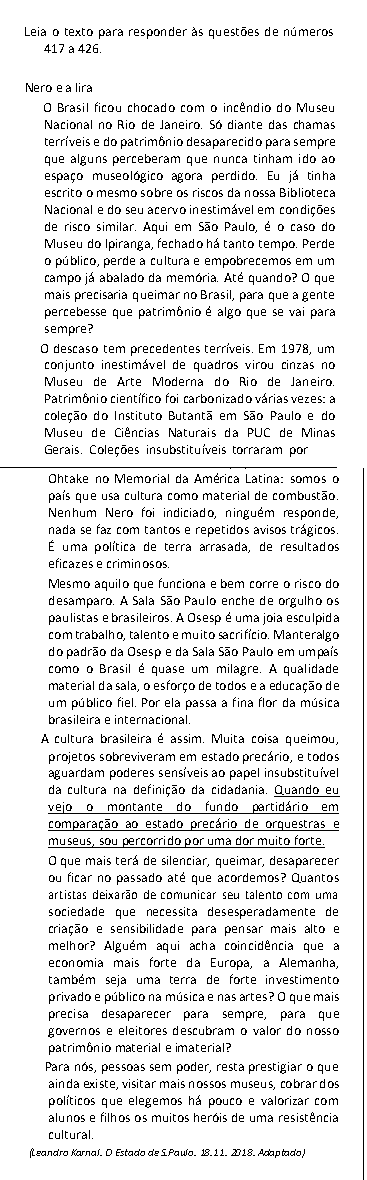 Leia o texto para responder às questões de números
417 a 426.
Nero e a lira
O Brasil ficou chocado com o incêndio do Museu
Nacional no Rio de Janeiro. Só diante das chamas
terríveis e do patrimônio desaparecido para sempre
que alguns perceberam que nunca tinham ido ao
espaço museológico agora perdido. Eu já tinha
escrito o mesmo sobre os riscos da nossa Biblioteca
Nacional e do seu acervo inestimável em condições
de risco similar. Aqui em São Paulo, é o caso do
Museu do Ipiranga, fechado há tanto tempo. Perde
o público, perde a cultura e empobrecemos em um
campo já abalado da memória. Até quando? O que
mais precisaria queimar no Brasil, para que a gente
percebesse que patrimônio é algo que se vai para
sempre?
O descaso tem precedentes terríveis. Em 1978, um
conjunto inestimável de quadros virou cinzas no
Museu de Arte Moderna do Rio de Janeiro.
Patrimônio científico foi carbonizado várias vezes: a
coleção do Instituto Butantã em São Paulo e do
Museu de Ciências Naturais da PUC de Minas
Gerais. Coleções insubstituíveis torraram por
Ohtake no Memorial da América Latina: somos o
país que usa cultura como material de combustão.
Nenhum Nero foi indiciado, ninguém responde,
nada se faz com tantos e repetidos avisos trágicos.
É uma política de terra arrasada, de resultados
eficazes e criminosos.
Mesmo aquilo que funciona e bem corre o risco do
desamparo. A Sala São Paulo enche de orgulho os
paulistas e brasileiros. A Osesp é uma joia esculpida
com trabalho, talento e muito sacrifício. Manter algo
do padrão da Osesp e da Sala São Paulo em um país
como o Brasil é quase um milagre. A qualidade
material da sala, o esforço de todos e a educação de
um público fiel. Por ela passa a fina flor da música
brasileira e internacional.
A cultura brasileira é assim. Muita coisa queimou,
projetos sobreviveram em estado precário, e todos
aguardam poderes sensíveis ao papel insubstituível
da cultura na definição da cidadania. Quando eu
vejo o montante do fundo partidário em
comparação ao estado precário de orquestras e
museus, sou percorrido por uma dor muito forte.
O que mais terá de silenciar, queimar, desaparecer
ou ficar no passado até que acordemos? Quantos
artistas deixarão de comunicar seu talento com uma
sociedade que necessita desesperadamente de
criação e sensibilidade para pensar mais alto e
melhor? Alguém aqui acha coincidência que a
economia mais forte da Europa, a Alemanha,
também seja uma terra de forte investimento
privado e público na música e nas artes? O que mais
precisa desaparecer para sempre, para que
governos e eleitores descubram o valor do nosso
patrimônio material e imaterial?
Para nós, pessoas sem poder, resta prestigiar o que
ainda existe, visitar mais nossos museus, cobrar dos
políticos que elegemos há pouco e valorizar com
alunos e filhos os muitos heróis de uma resistência
cultural.
(Leandro Karnal. O Estado de S.Paulo. 18.11. 2018. Adaptado)